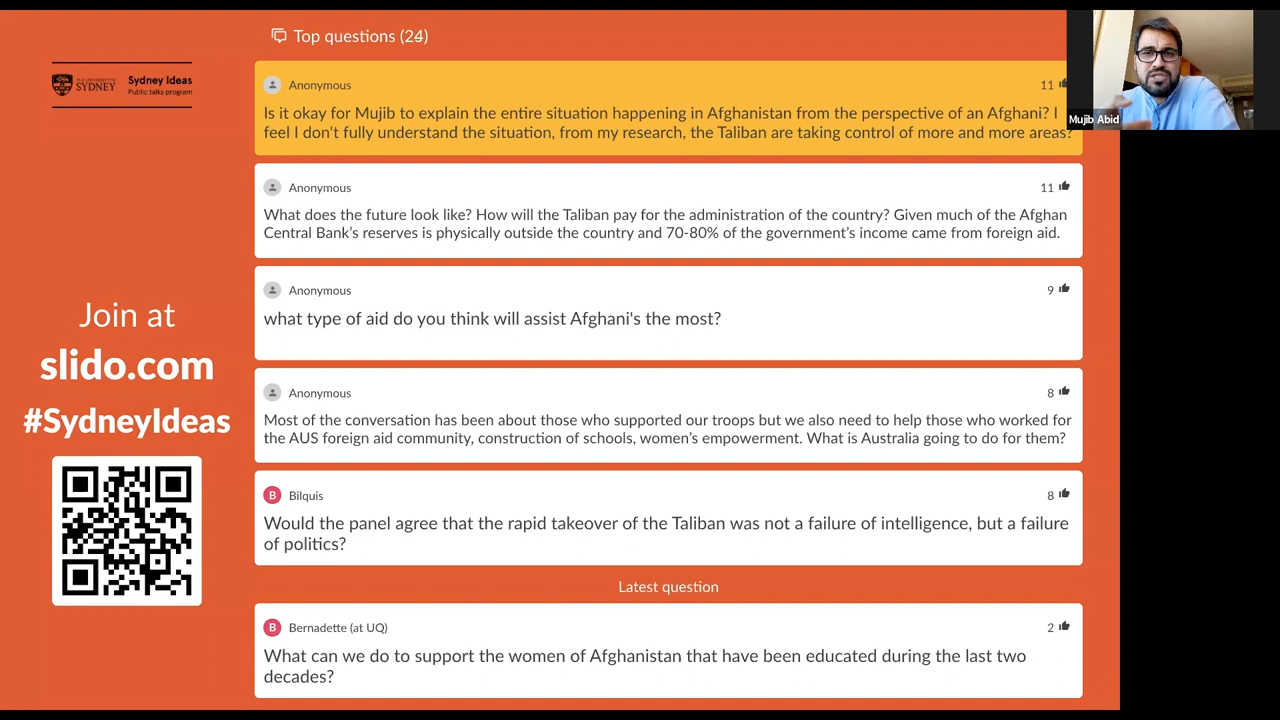 Top questions (24)
THE UNIVERSITY OF
SYDNEY
Sydney Ideas
Public talks program
Join at
slido.com
#SydneyIdeas
Anonymous
11
Is it okay for Mujib to explain the entire situation happening in Afghanistan from the perspective of an Afghani? I
feel I don't fully understand the situation, from my research, the Taliban are taking control of more and more areas?
Anonymous
11
What does the future look like? How will the Taliban pay for the administration of the country? Given much of the Afghan
Central Bank’s reserves is physically outside the country and 70-80% of the government’s income came from foreign aid.
Anonymous
9
what type of aid do you think will assist Afghani's the most?
Anonymous
8
Most of the conversation has been about those who supported our troops but we also need to help those who worked for
the AUS foreign aid community, construction of schools, women’s empowerment. What is Australia going to do for them?
B
Bilquis
8
Would the panel agree that the rapid takeover of the Taliban was not a failure of intelligence, but a failure
of politics?
Latest question
B
Bernadette (at UQ)
2
What can we do to support the women of Afghanistan that have been educated during the last two
decades?
Mujib Abid